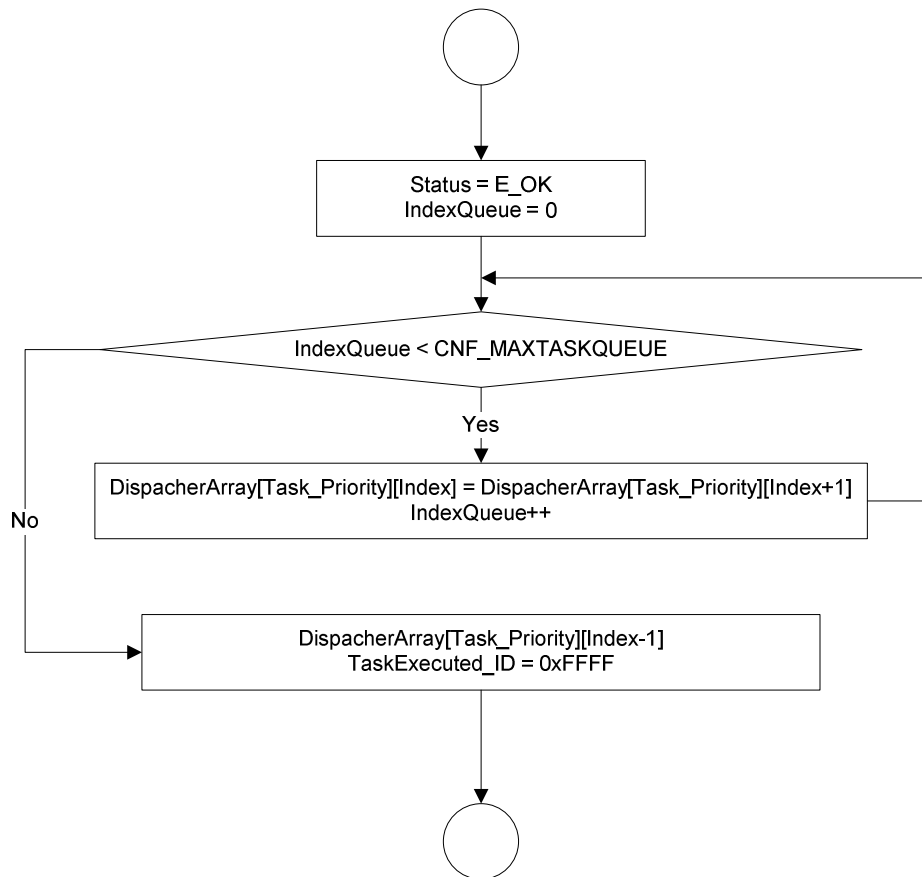 Status = E_OK
IndexQueue = 0
IndexQueue < CNF_MAXTASKQUEUE
Yes
DispacherArray[Task_Priority][Index] = DispacherArray[Task_Priority][Index+1]
IndexQueue++
No
DispacherArray[Task_Priority][Index-1]
TaskExecuted_ID = 0xFFFF